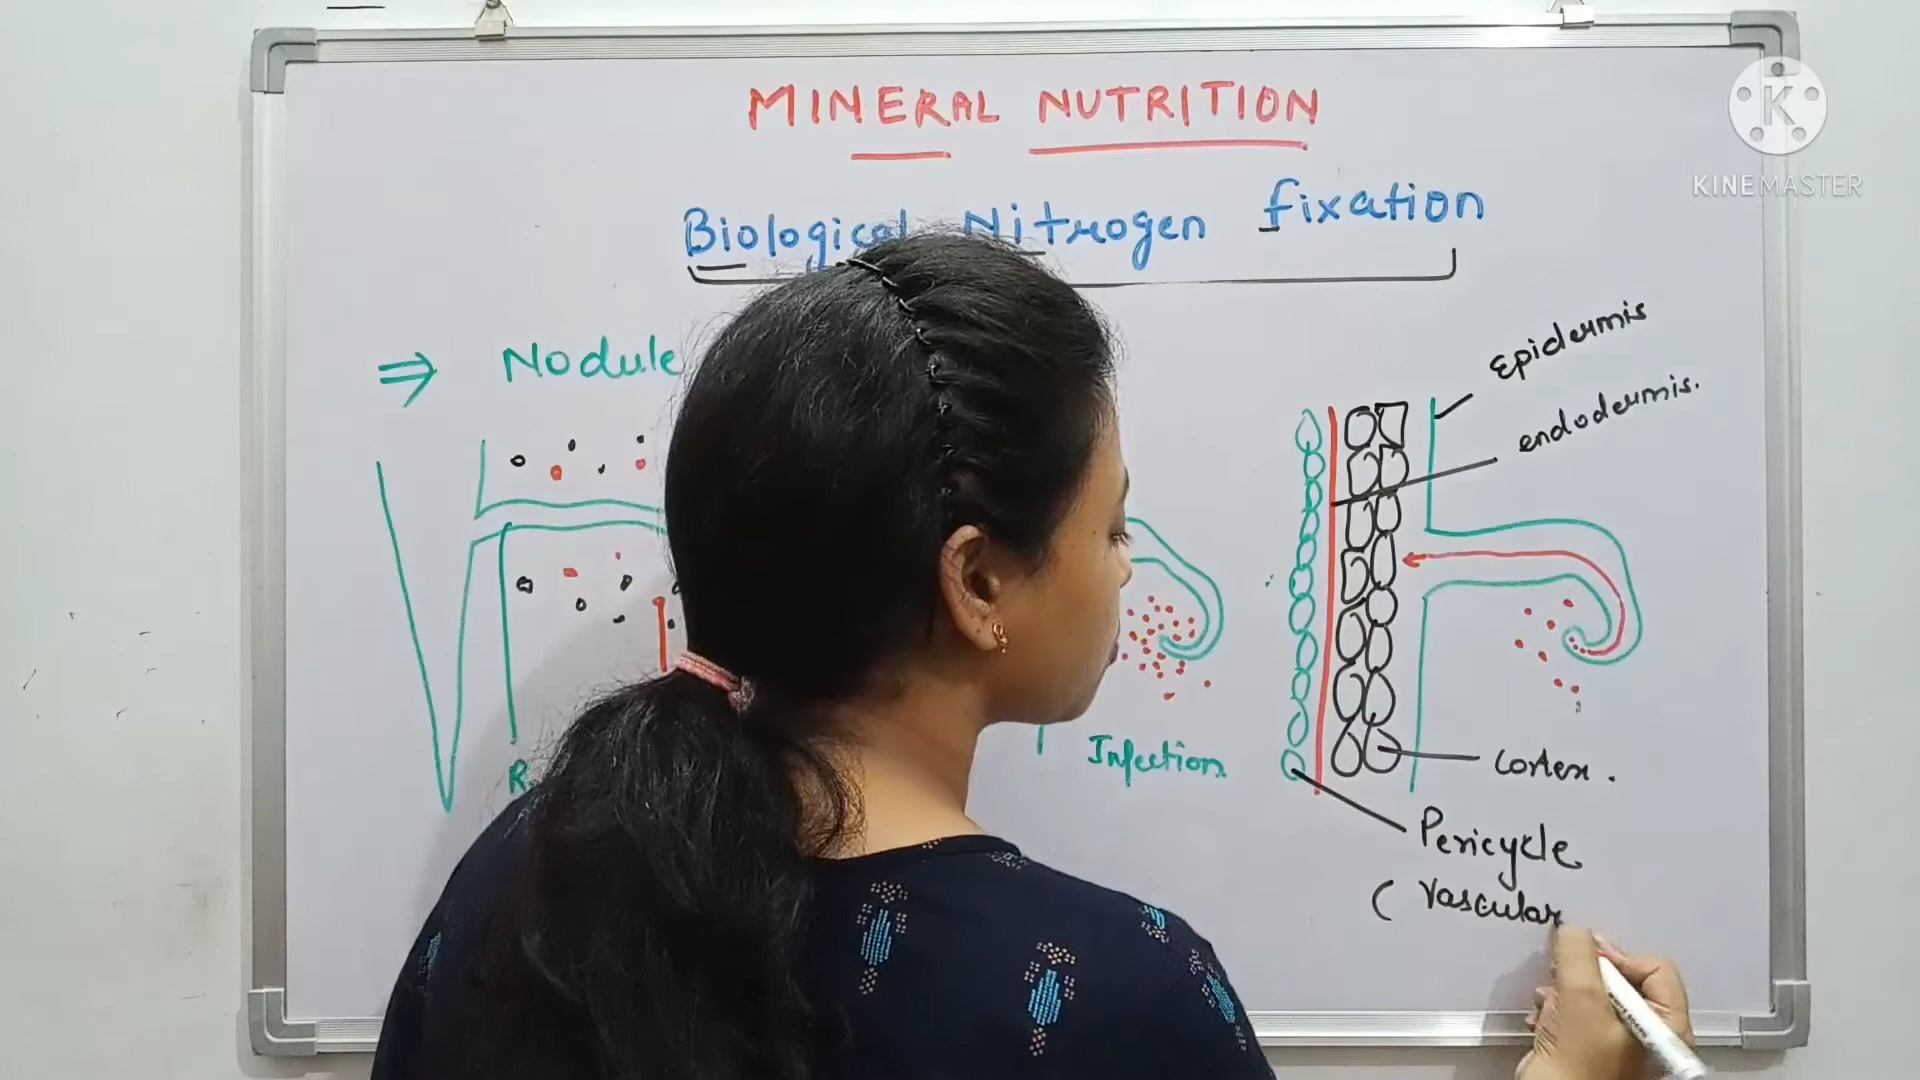 MINERAL NUTRITION
KINEMASTER
Biological Nitrogen fixation
⇒ Nodule
Epidermis
endodermis.
Infection
Cortex.
Pericycle
( Vascular